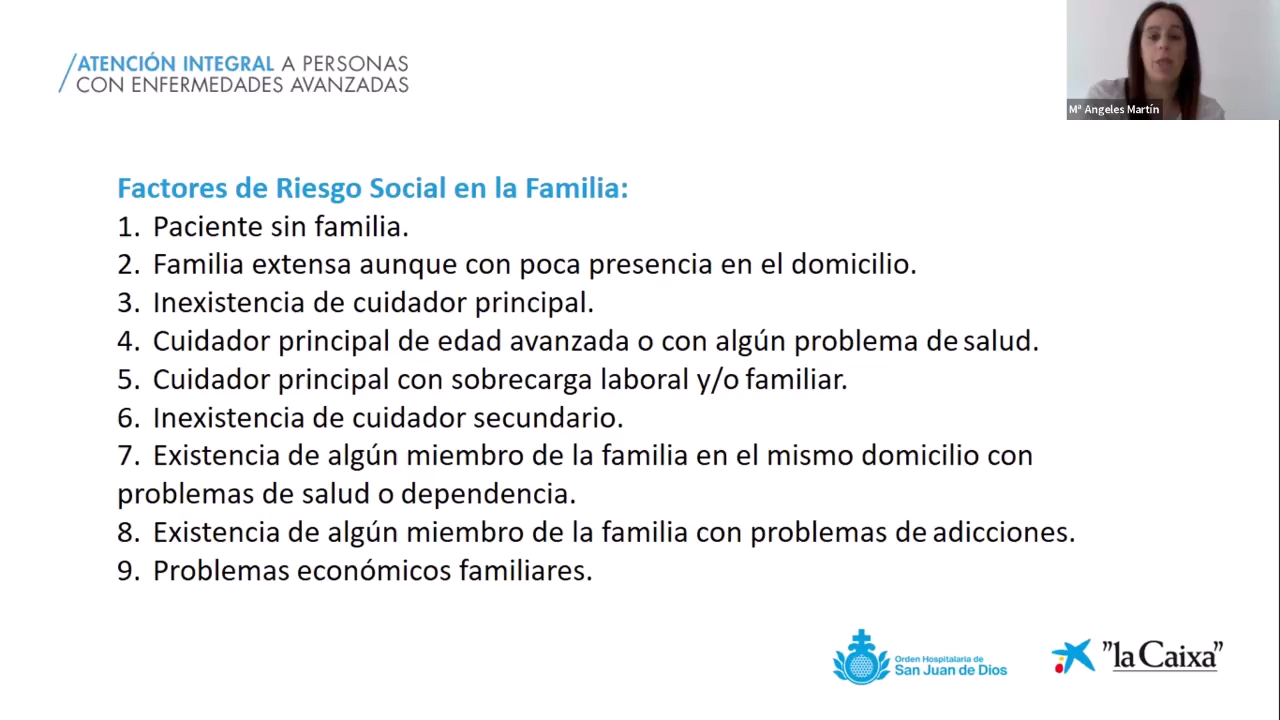 /ATENCIÓN INTEGRAL A PERSONAS
CON ENFERMEDADES AVANZADAS
Mª Angeles Martín
Factores de Riesgo Social en la Familia:
1. Paciente sin familia.
2. Familia extensa aunque con poca presencia en el domicilio.
3. Inexistencia de cuidador principal.
4. Cuidador principal de edad avanzada o con algún problema de salud.
5. Cuidador principal con sobrecarga laboral y/o familiar.
6. Inexistencia de cuidador secundario.
7. Existencia de algún miembro de la familia en el mismo domicilio con
problemas de salud o dependencia.
8. Existencia de algún miembro de la familia con problemas de adicciones.
9. Problemas económicos familiares.
Orden Hospitalaria de
San Juan de Dios
"la Caixa"